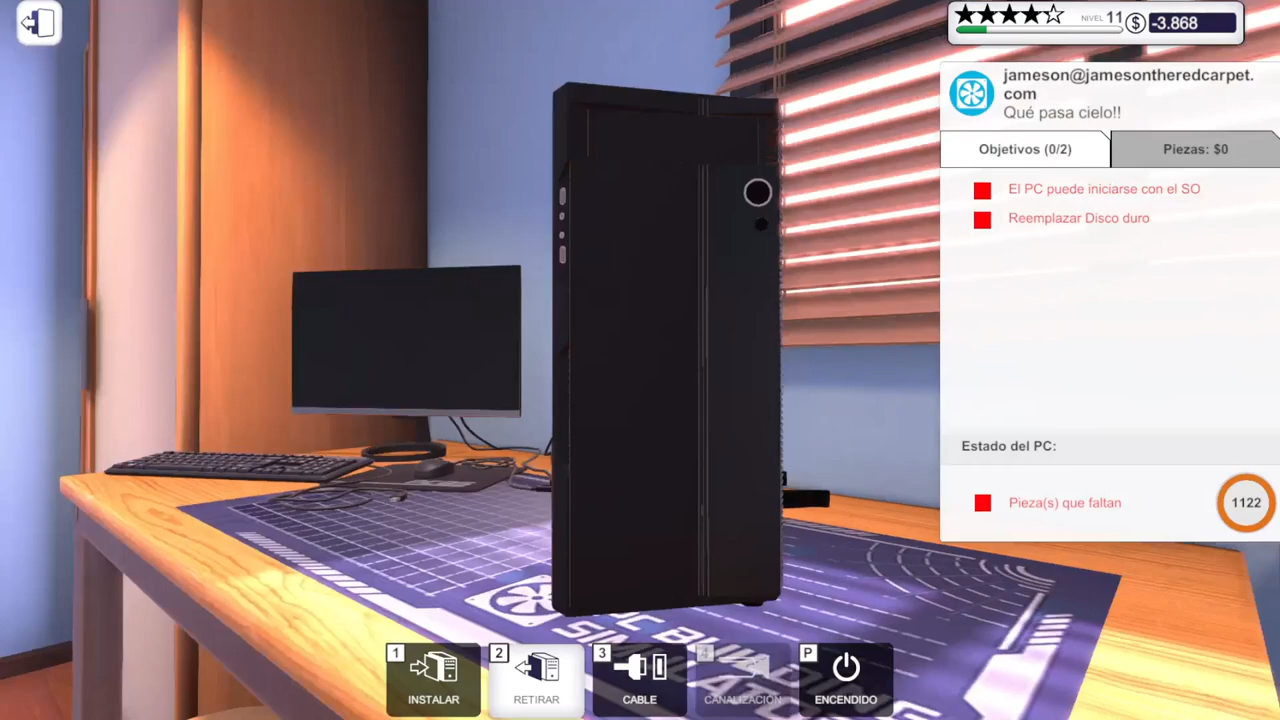 NIVEL 11
$ -3.868
jameson@jamesontheredcarpet.
com
Qué pasa cielo!!
Objetivos (0/2)
Piezas: $0
El PC puede iniciarse con el SO
Reemplazar Disco duro
Estado del PC:
Pieza(s) que faltan
1122
1 INSTALAR
2 RETIRAR
3 CABLE
4 CANALIZACIÓN
P ENCENDIDO